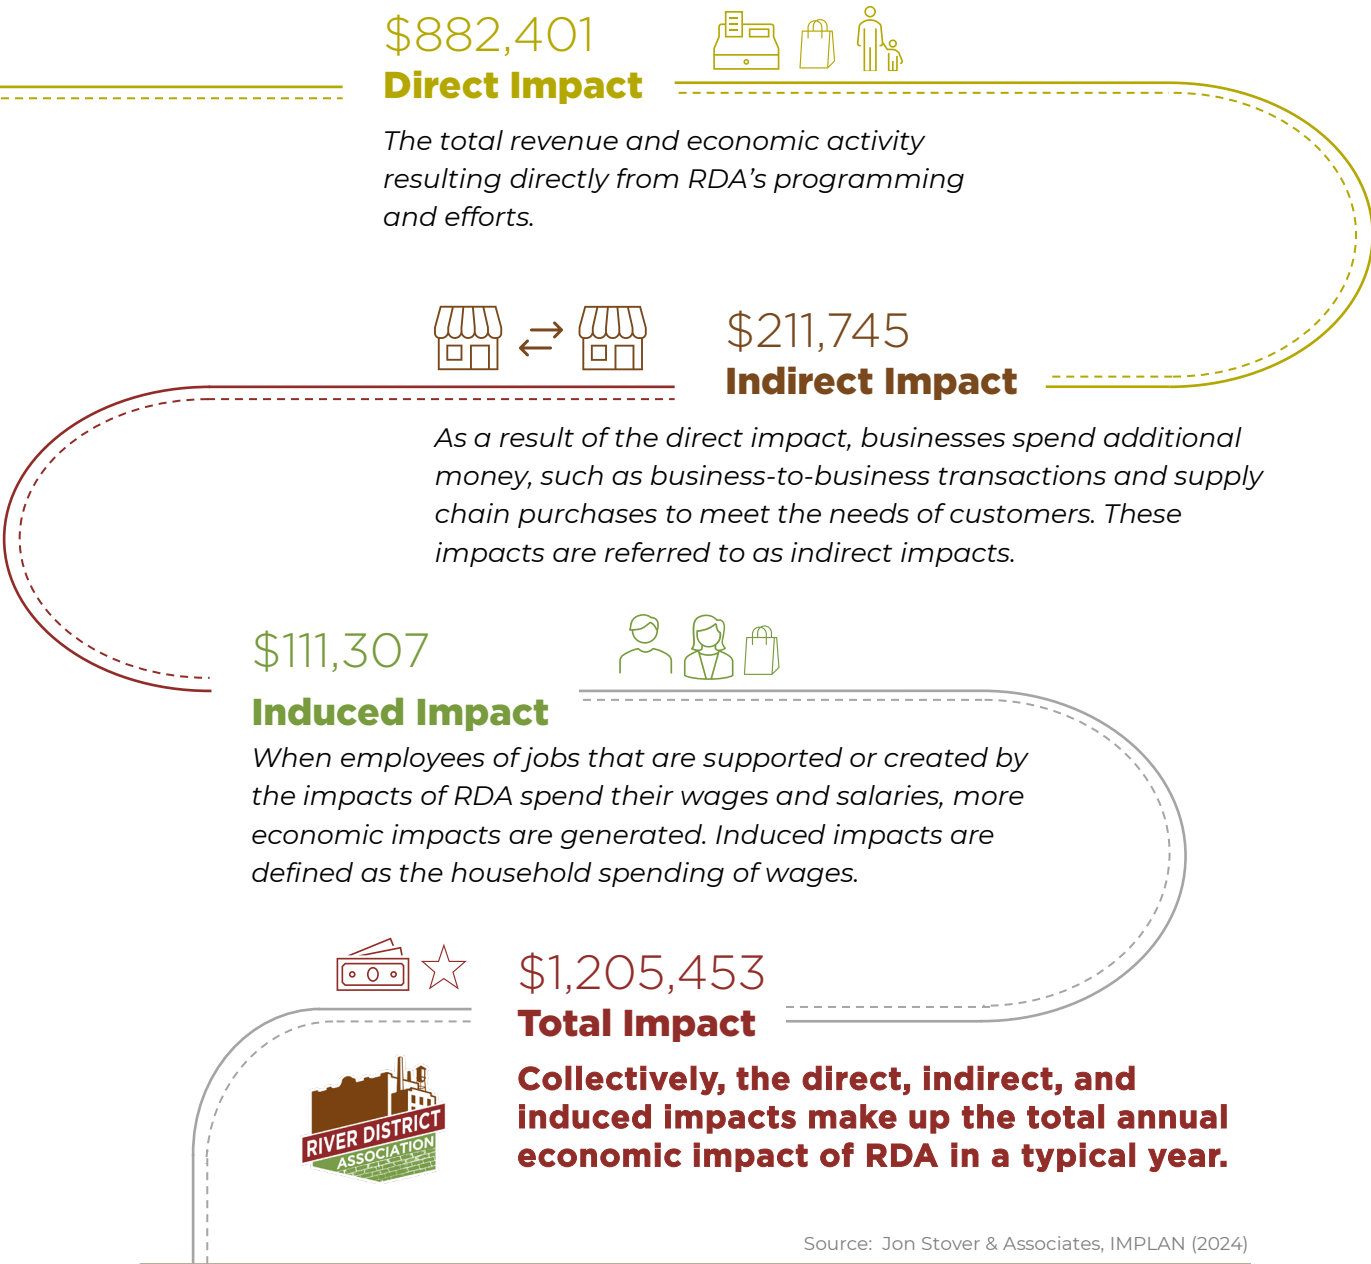 $882,401
Direct Impact
The total revenue and economic activity
resulting directly from RDA’s programming
and efforts.
$211,745
Indirect Impact
As a result of the direct impact, businesses spend additional
money, such as business-to-business transactions and supply
chain purchases to meet the needs of customers. These
impacts are referred to as indirect impacts.
$111,307
Induced Impact
When employees of jobs that are supported or created by
the impacts of RDA spend their wages and salaries, more
economic impacts are generated. Induced impacts are
defined as the household spending of wages.
$1,205,453
Total Impact
Collectively, the direct, indirect, and
induced impacts make up the total annual
economic impact of RDA in a typical year.
RIVER DISTRICT
ASSOCIATION
Source: Jon Stover & Associates, IMPLAN (2024)